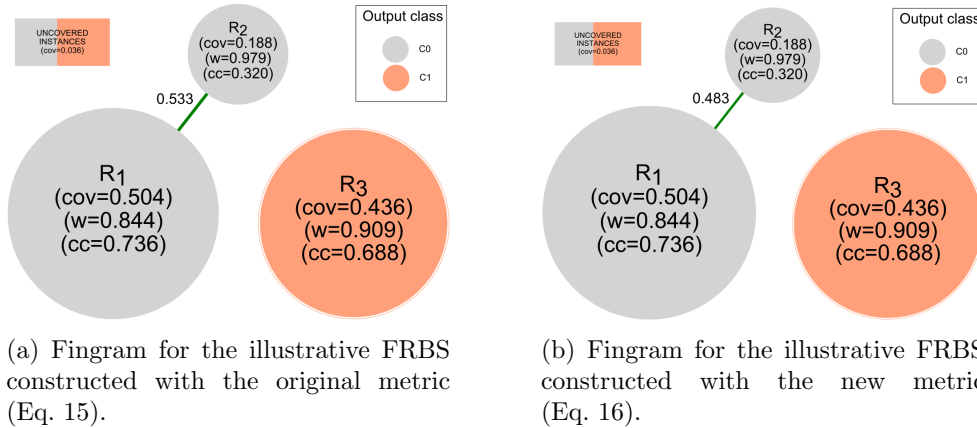 UNCOVERED
INSTANCES
(cov=0.036)
R2
(cov=0.188)
(w=0.979)
(cc=0.320)
Output class
C0
C1
0.533
R1
(cov=0.504)
(w=0.844)
(cc=0.736)
R3
(cov=0.436)
(w=0.909)
(cc=0.688)
(a) Fingram for the illustrative FRBS
constructed with the original metric
(Eq. 15).
UNCOVERED
INSTANCES
(cov=0.036)
R2
(cov=0.188)
(w=0.979)
(cc=0.320)
Output class
C0
C1
0.483
R1
(cov=0.504)
(w=0.844)
(cc=0.736)
R3
(cov=0.436)
(w=0.909)
(cc=0.688)
(b) Fingram for the illustrative FRBS
constructed with the new metric
(Eq. 16).